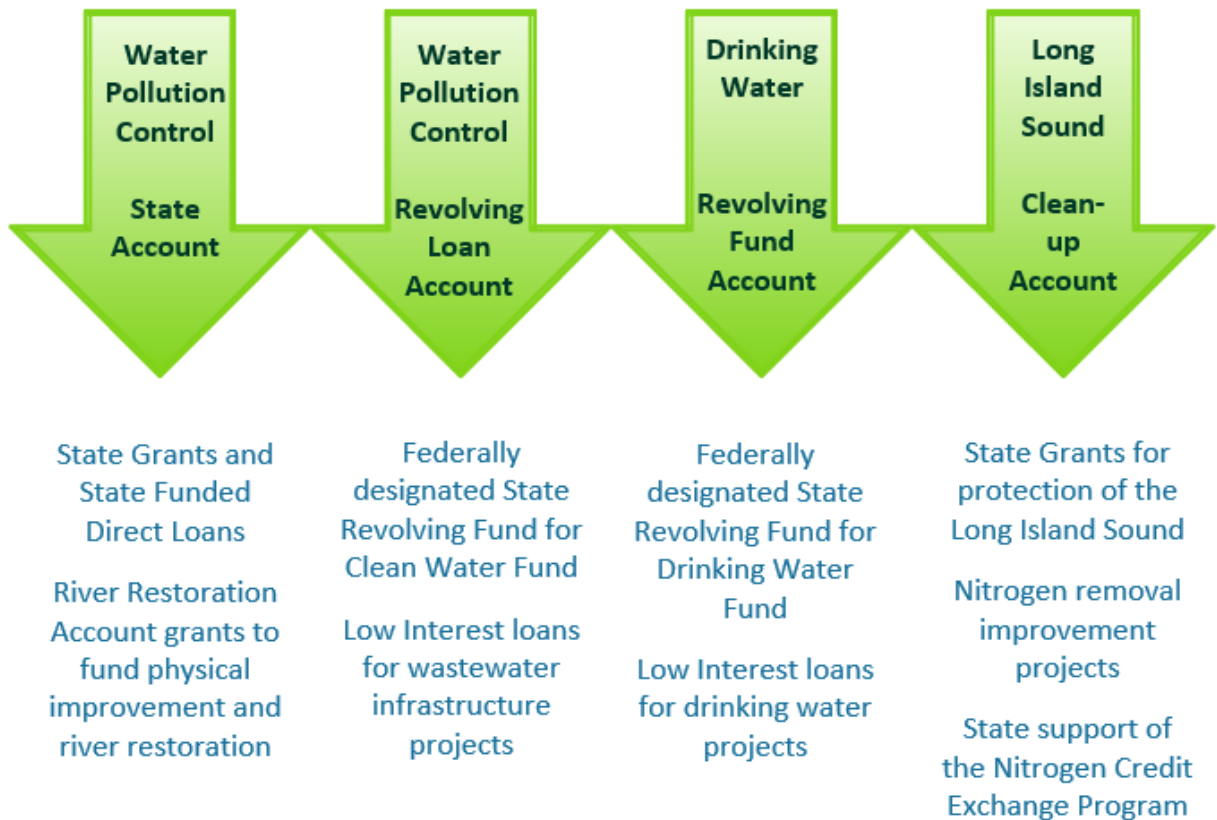 Water
Pollution
Control
State
Account
Water
Pollution
Control
Revolving
Loan
Account
Drinking
Water
Revolving
Fund
Account
Long
Island
Sound
Clean-
up
Account
State Grants and
State Funded
Direct Loans
River Restoration
Account grants to
fund physical
improvement and
river restoration
Federally
designated State
Revolving Fund for
Clean Water Fund
Low Interest loans
for wastewater
infrastructure
projects
Federally
designated State
Revolving Fund for
Drinking Water
Fund
Low Interest loans
for drinking water
projects
State Grants for
protection of the
Long Island Sound
Nitrogen removal
improvement
projects
State support of
the Nitrogen Credit
Exchange Program